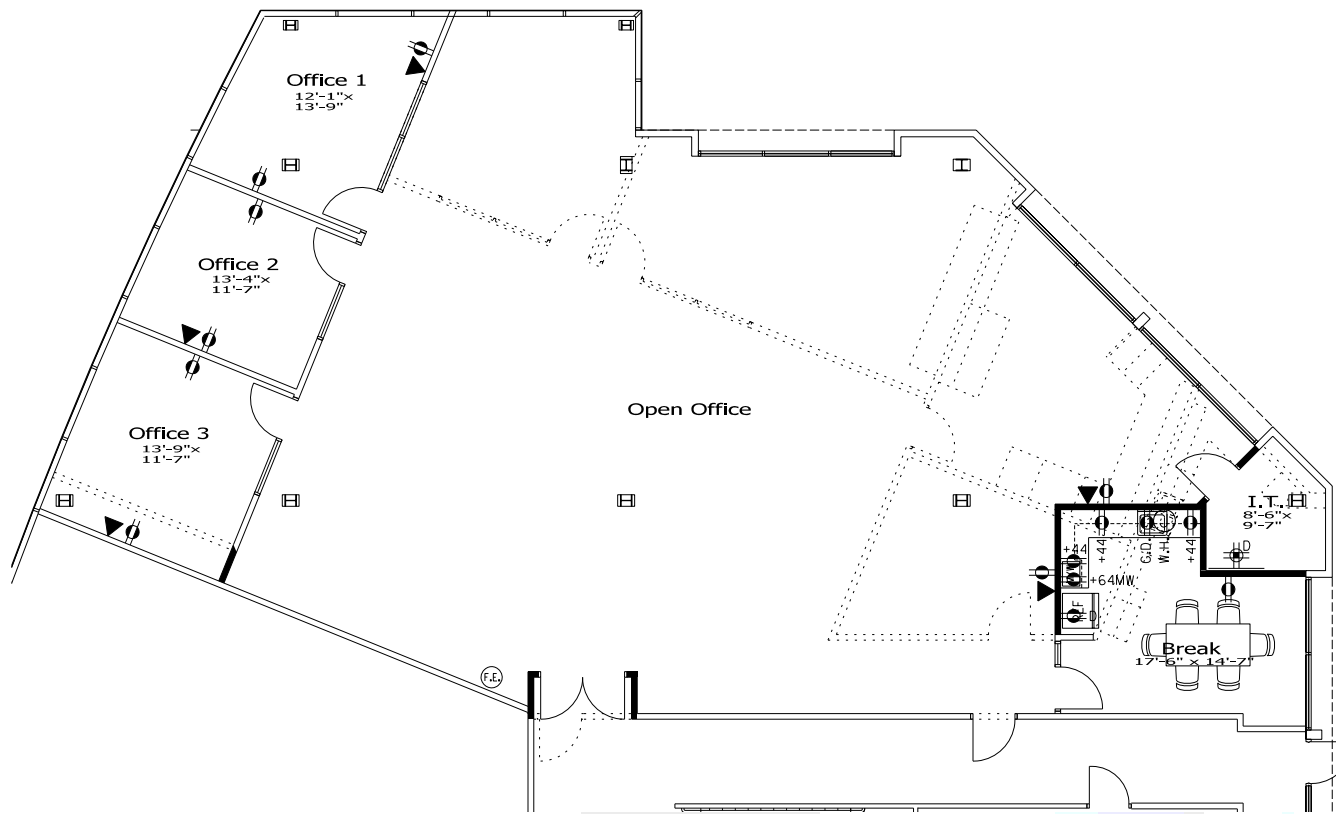 Office 1
12'-1"x
13'-9"
Office 2
13'-4"x
11'-7"
Open Office
Office 3
13'-9"x
11'-7"
I.T.
8'-6"x
9'-7"
D
+44
+44
G.D.
W.H.
+44
+64MW
D
Break
17'-6" x 14'-7"
F.E.